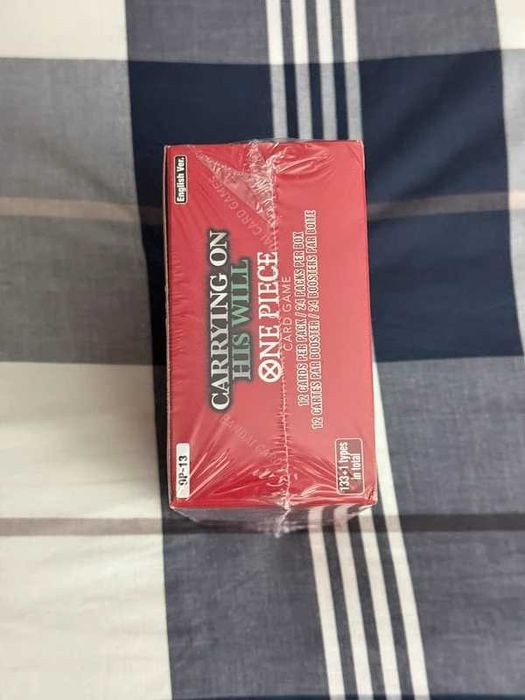 OP-13
English Ver.
CARRYING ON
HIS WILL
ONE PIECE
CARD GAME
12 CARDS PER PACK / 24 PACKS PER BOX
12 CARTES PAR BOOSTER / 24 BOOSTERS PAR BOITE
133+1 types
in total